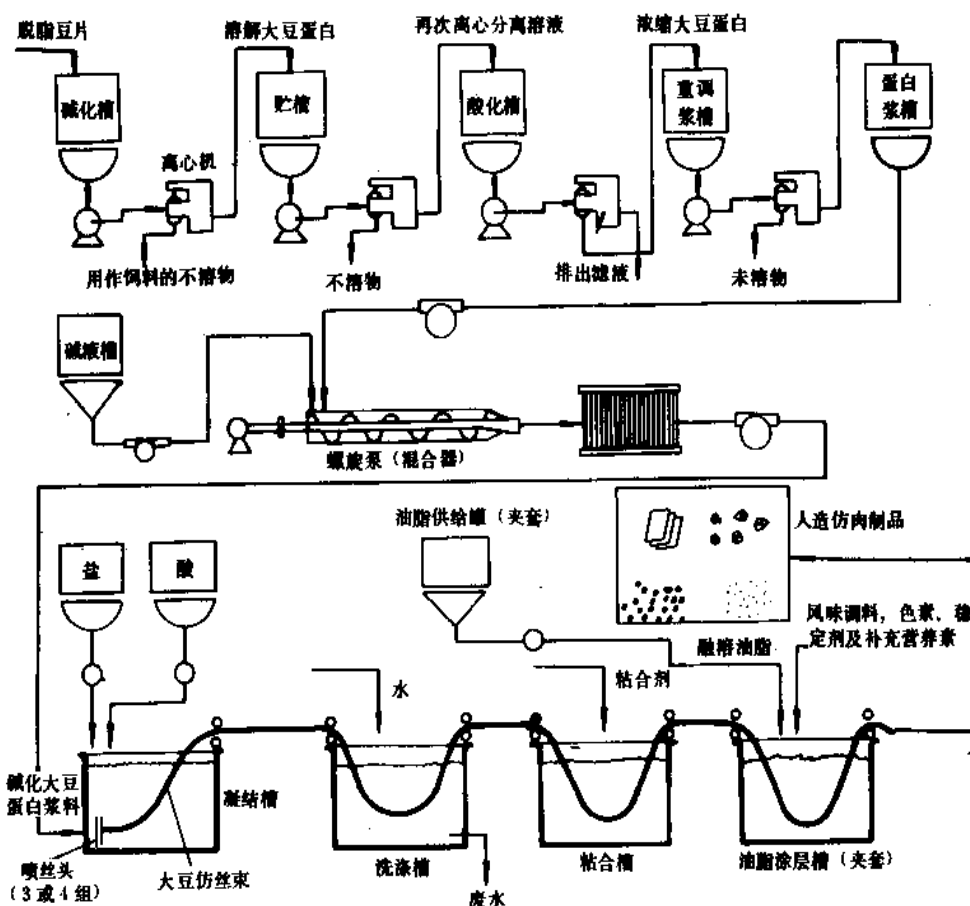 脱脂豆片
溶解大豆蛋白
再次离心分离溶液
浓缩大豆蛋白
碱化槽
贮槽
酸化槽
重调
浆槽
蛋白
浆槽
离心机
用作饲料的不溶物
不溶物
排出滤液
未溶物
碱液槽
螺旋泵（混合器）
油脂供给罐（夹套）
人造仿肉制品
盐
酸
风味调料，色素，稳
定剂及补充营养素
融溶油脂
水
粘合剂
碱化大豆
蛋白浆料
凝结槽
喷丝头
（3或4组）
大豆仿丝束
洗涤槽
废水
粘合槽
油脂涂层槽（夹套）